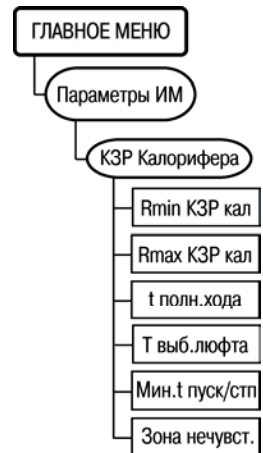 ГЛАВНОЕ МЕНЮ
Параметры ИМ
КЗР Калорифера
Rmin КЗР кал
Rmax КЗР кал
t полн.хода
Т выб.люфта
Мин.t пуск/стп
Зона нечувст.